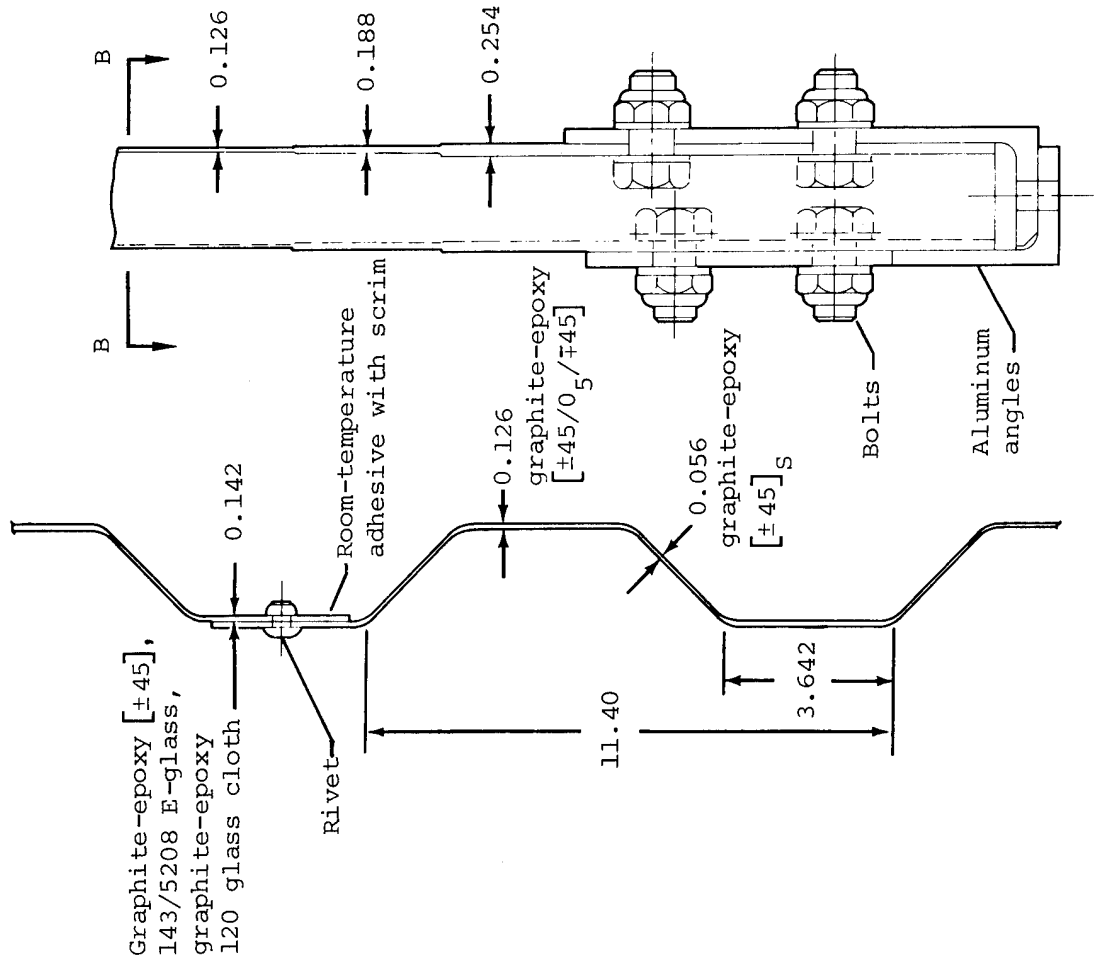 Graphite-epoxy [±45],
143/5208 E-glass,
graphite-epoxy
120 glass cloth
0.142
Rivet
Room-temperature
adhesive with scrim
0.126
graphite-epoxy
[±45/0₅/∓45]
0.056
graphite-epoxy
[±45]S
11.40
3.642
B
B
0.126
0.188
0.254
Bolts
Aluminum
angles